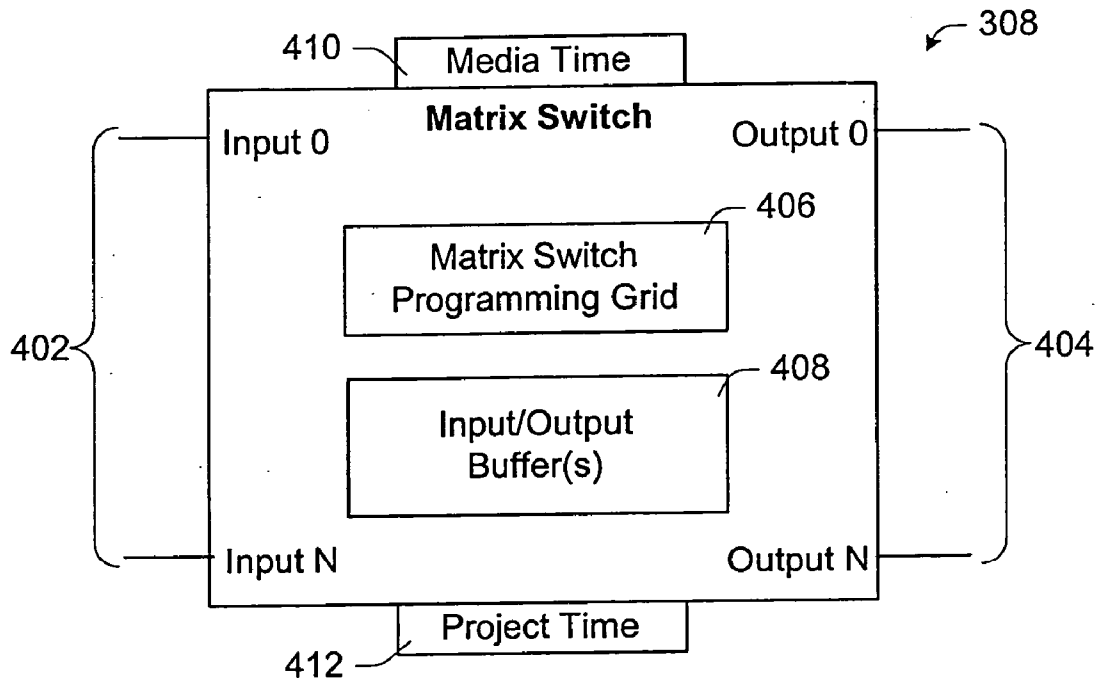 308
410
Media Time
Matrix Switch
Input 0
Output 0
406
Matrix Switch
Programming Grid
402
404
408
Input/Output
Buffer(s)
Input N
Output N
Project Time
412